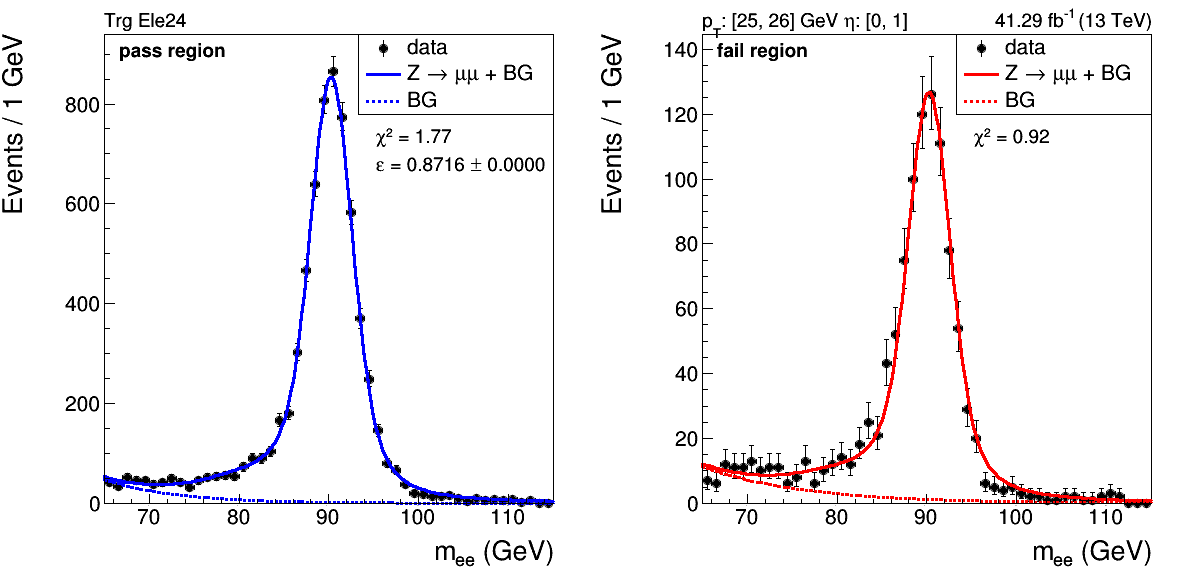 Trg Ele24
pass region
data
Z → μμ + BG
BG
χ² = 1.77
ε = 0.8716 ± 0.0000
Events / 1 GeV
800
600
400
200
0
70 80 90 100 110
m_ee (GeV)
p_T: [25, 26] GeV η: [0, 1] 41.29 fb⁻¹ (13 TeV)
fail region
data
Z → μμ + BG
BG
χ² = 0.92
Events / 1 GeV
140
120
100
80
60
40
20
0
70 80 90 100 110
m_ee (GeV)